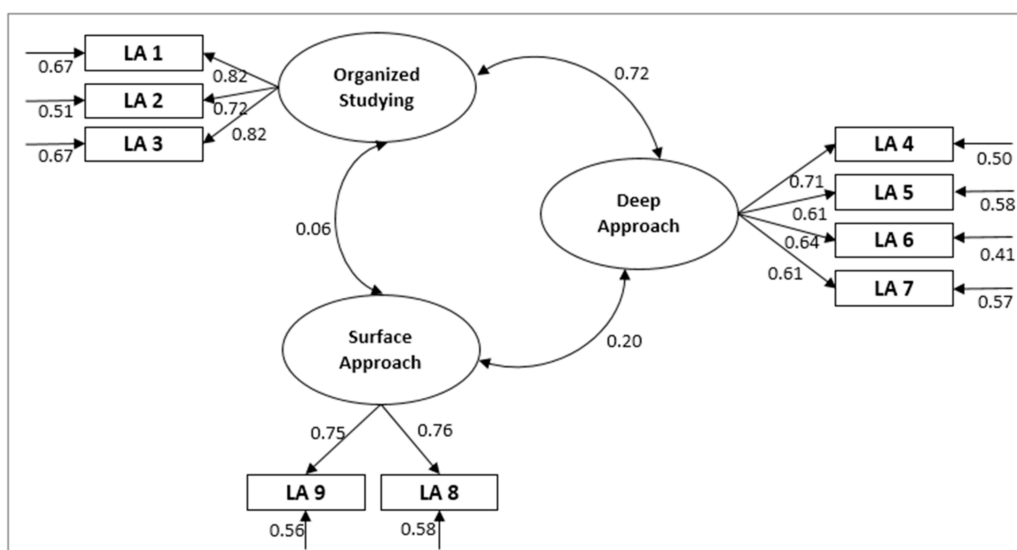 LA 1
0.67
0.82
LA 2
0.51
0.72
LA 3
0.67
0.82
Organized
Studying
0.72
Deep
Approach
LA 4
0.50
0.71
LA 5
0.58
0.61
LA 6
0.41
0.64
LA 7
0.57
0.61
0.06
0.20
Surface
Approach
0.75
0.76
LA 9
LA 8
0.56
0.58